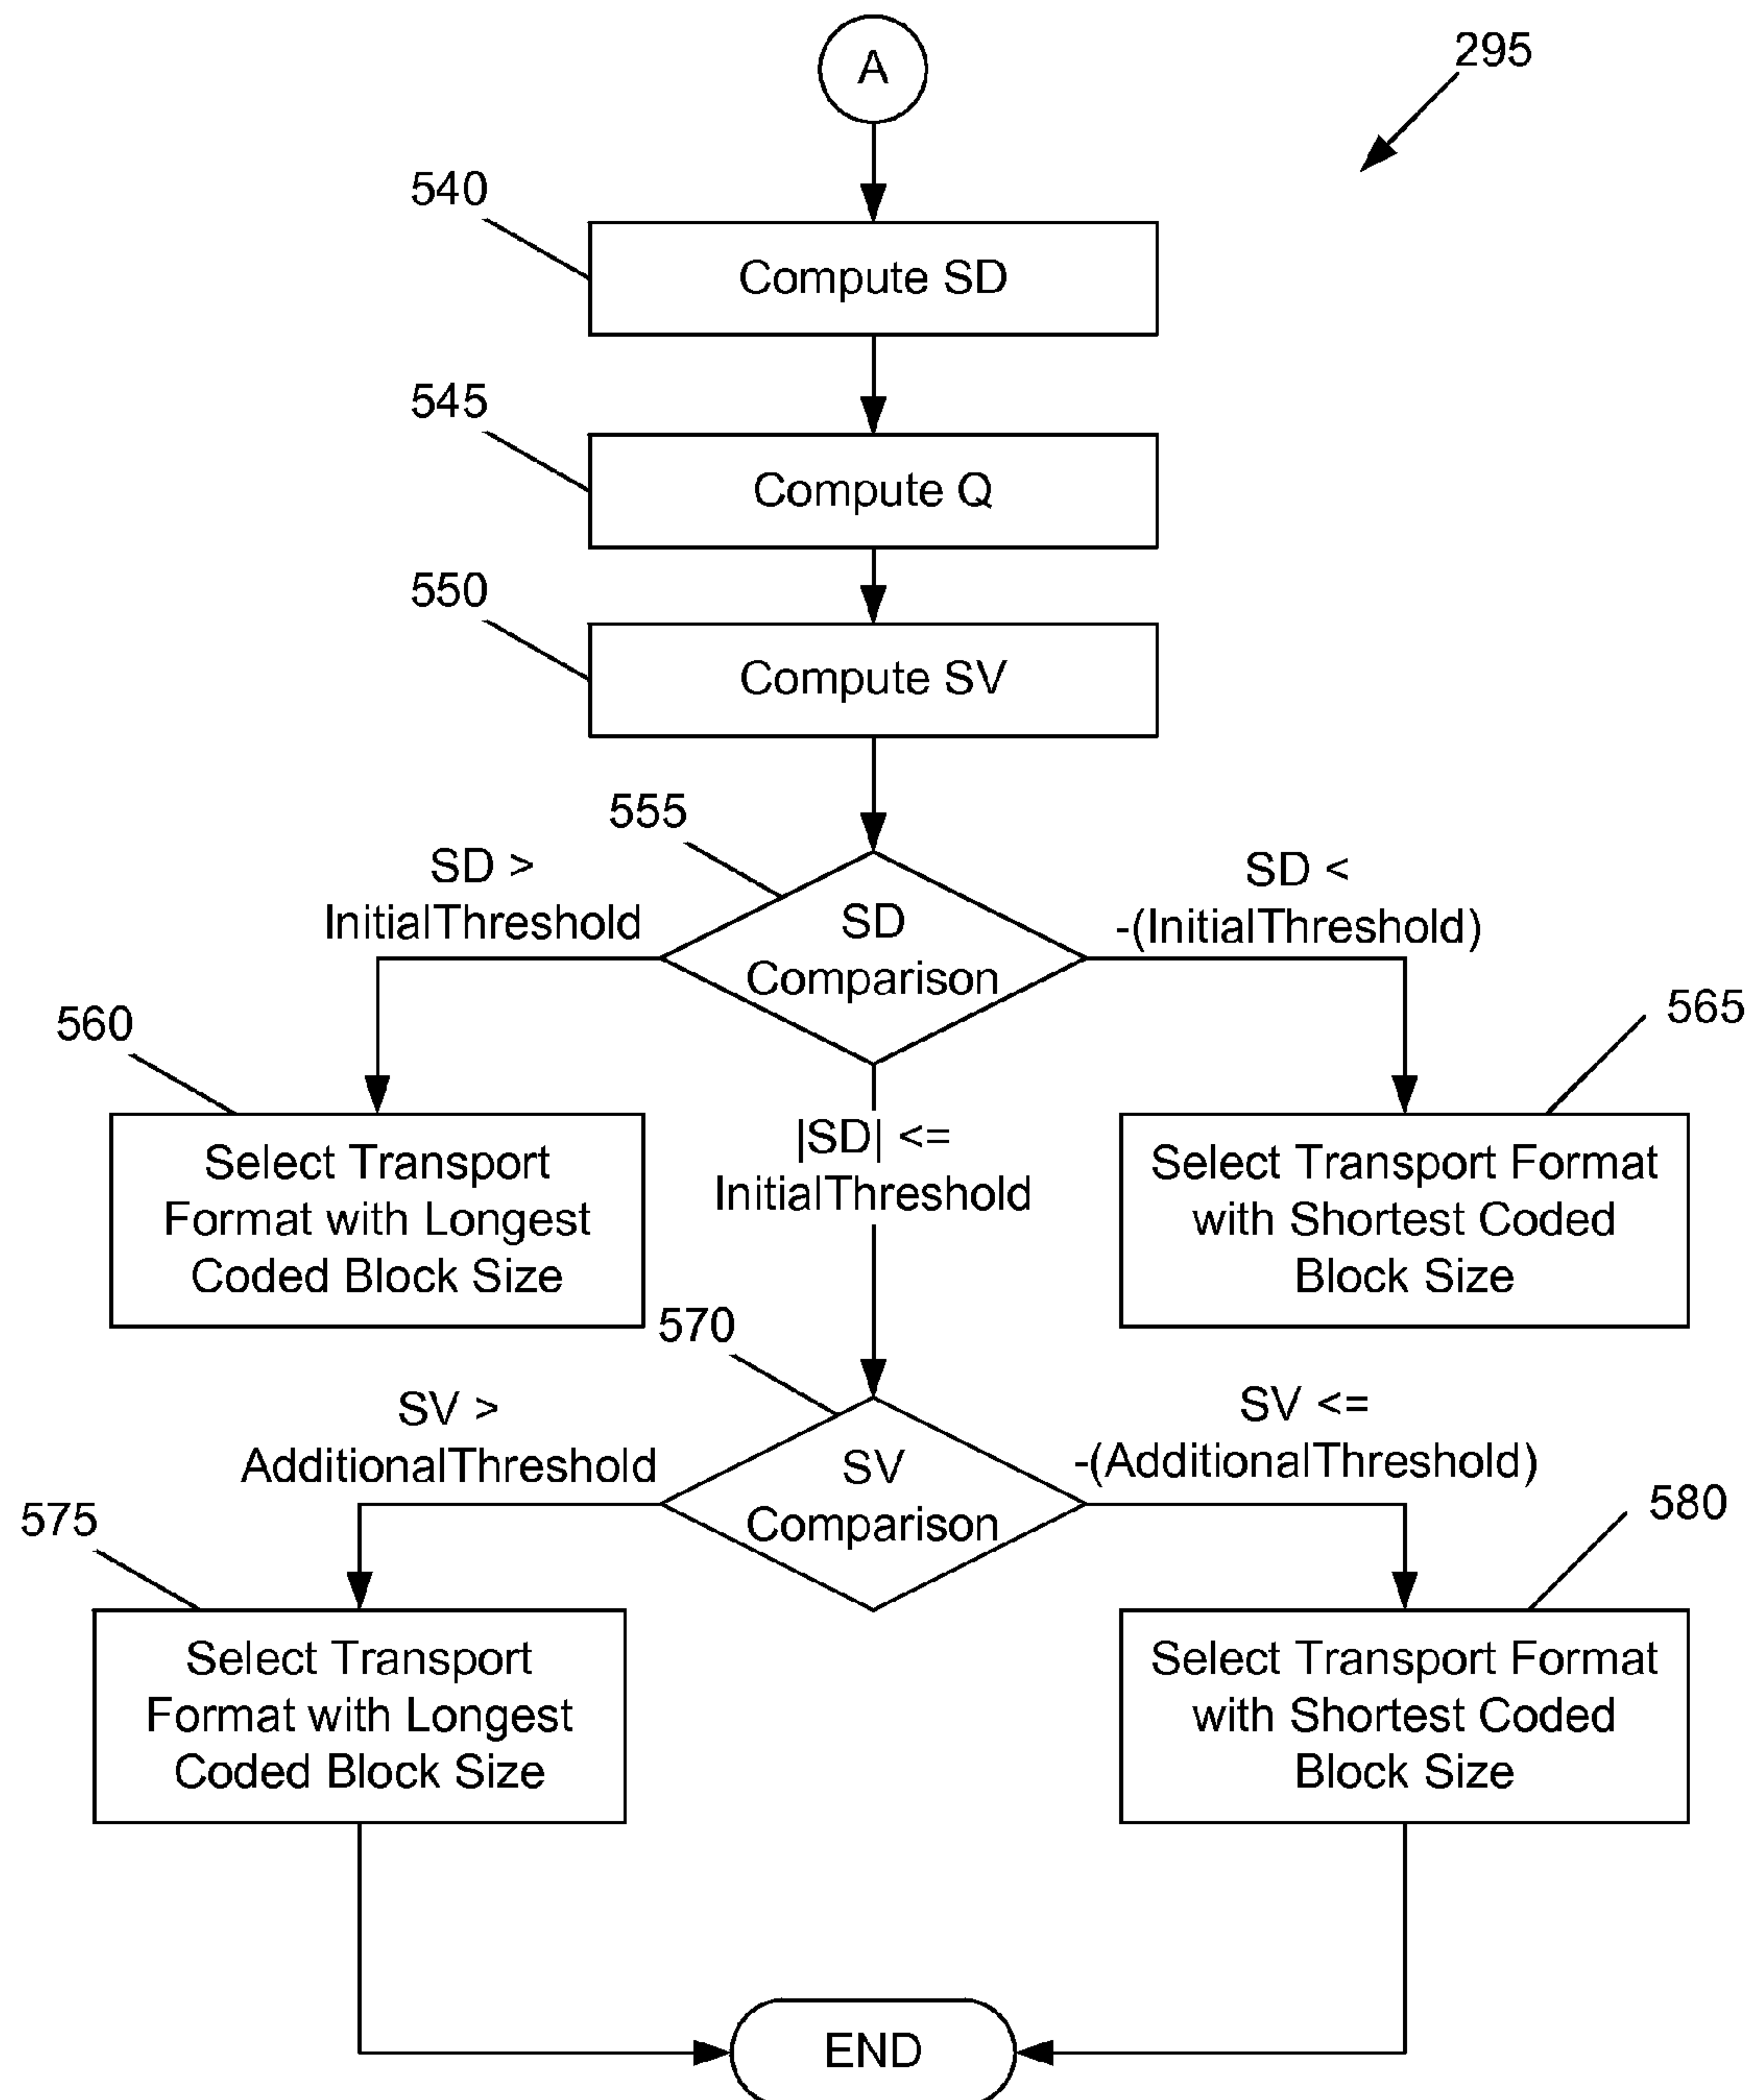 A
295
540
Compute SD
545
Compute Q
550
Compute SV
555
SD >
InitialThreshold
SD
Comparison
SD <
-(InitialThreshold)
560
565
Select Transport
Format with Longest
Coded Block Size
|SD| <=
InitialThreshold
Select Transport Format
with Shortest Coded
Block Size
570
SV >
AdditionalThreshold
SV
Comparison
SV <=
-(AdditionalThreshold)
575
580
Select Transport
Format with Longest
Coded Block Size
Select Transport Format
with Shortest Coded
Block Size
END